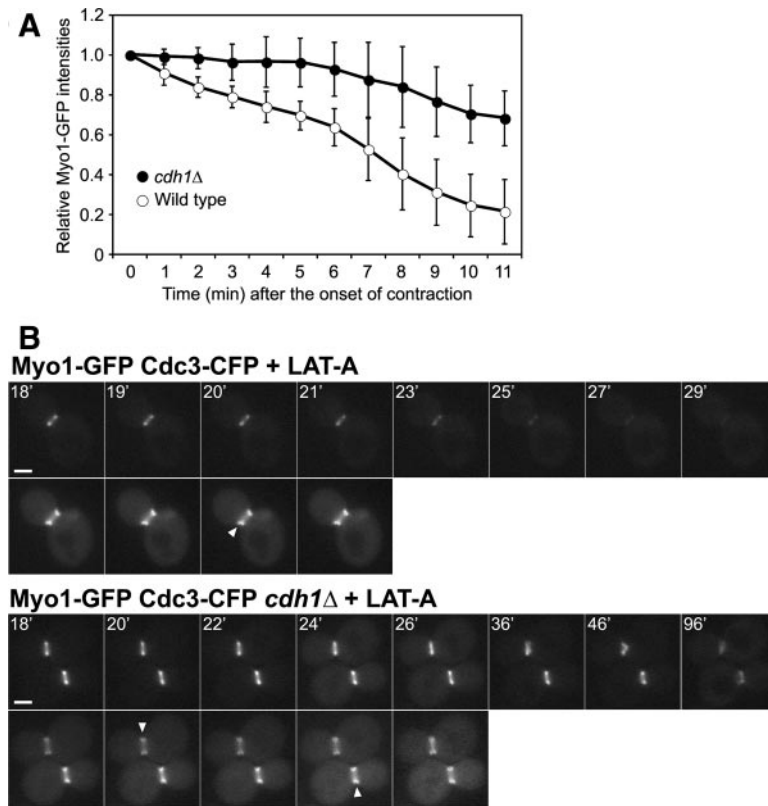 A
Relative Myo1-GFP intensities
1.2
1.0
0.8
0.6
0.4
0.2
0
cdh1Δ
Wild type
0 1 2 3 4 5 6 7 8 9 10 11
Time (min) after the onset of contraction
B
Myo1-GFP Cdc3-CFP + LAT-A
18' 19' 20' 21' 23' 25' 27' 29'
Myo1-GFP Cdc3-CFP cdh1Δ + LAT-A
18' 20' 22' 24' 26' 36' 46' 96'